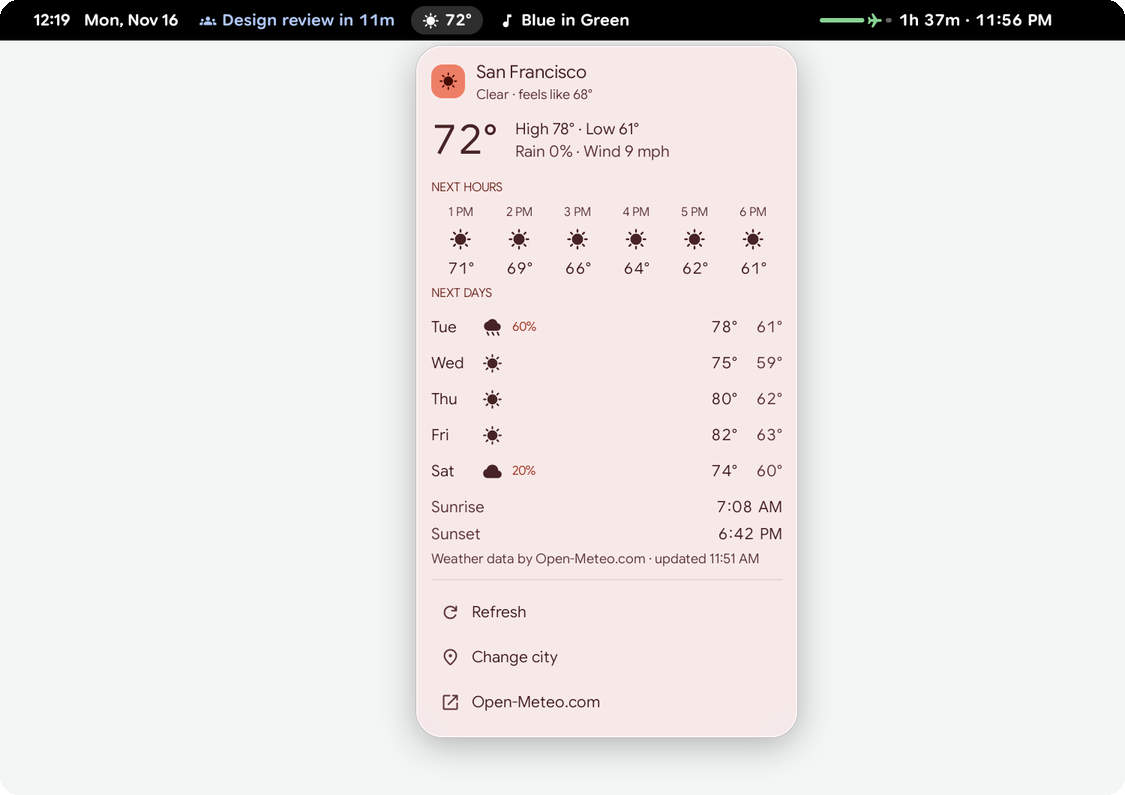 12:19 Mon, Nov 16 Design review in 11m 72° Blue in Green 1h 37m · 11:56 PM
San Francisco
Clear · feels like 68°
72°
High 78° · Low 61°
Rain 0% · Wind 9 mph
NEXT HOURS
1 PM 2 PM 3 PM 4 PM 5 PM 6 PM
71° 69° 66° 64° 62° 61°
NEXT DAYS
Tue 60% 78° 61°
Wed 75° 59°
Thu 80° 62°
Fri 82° 63°
Sat 20% 74° 60°
Sunrise 7:08 AM
Sunset 6:42 PM
Weather data by Open-Meteo.com · updated 11:51 AM
Refresh
Change city
Open-Meteo.com